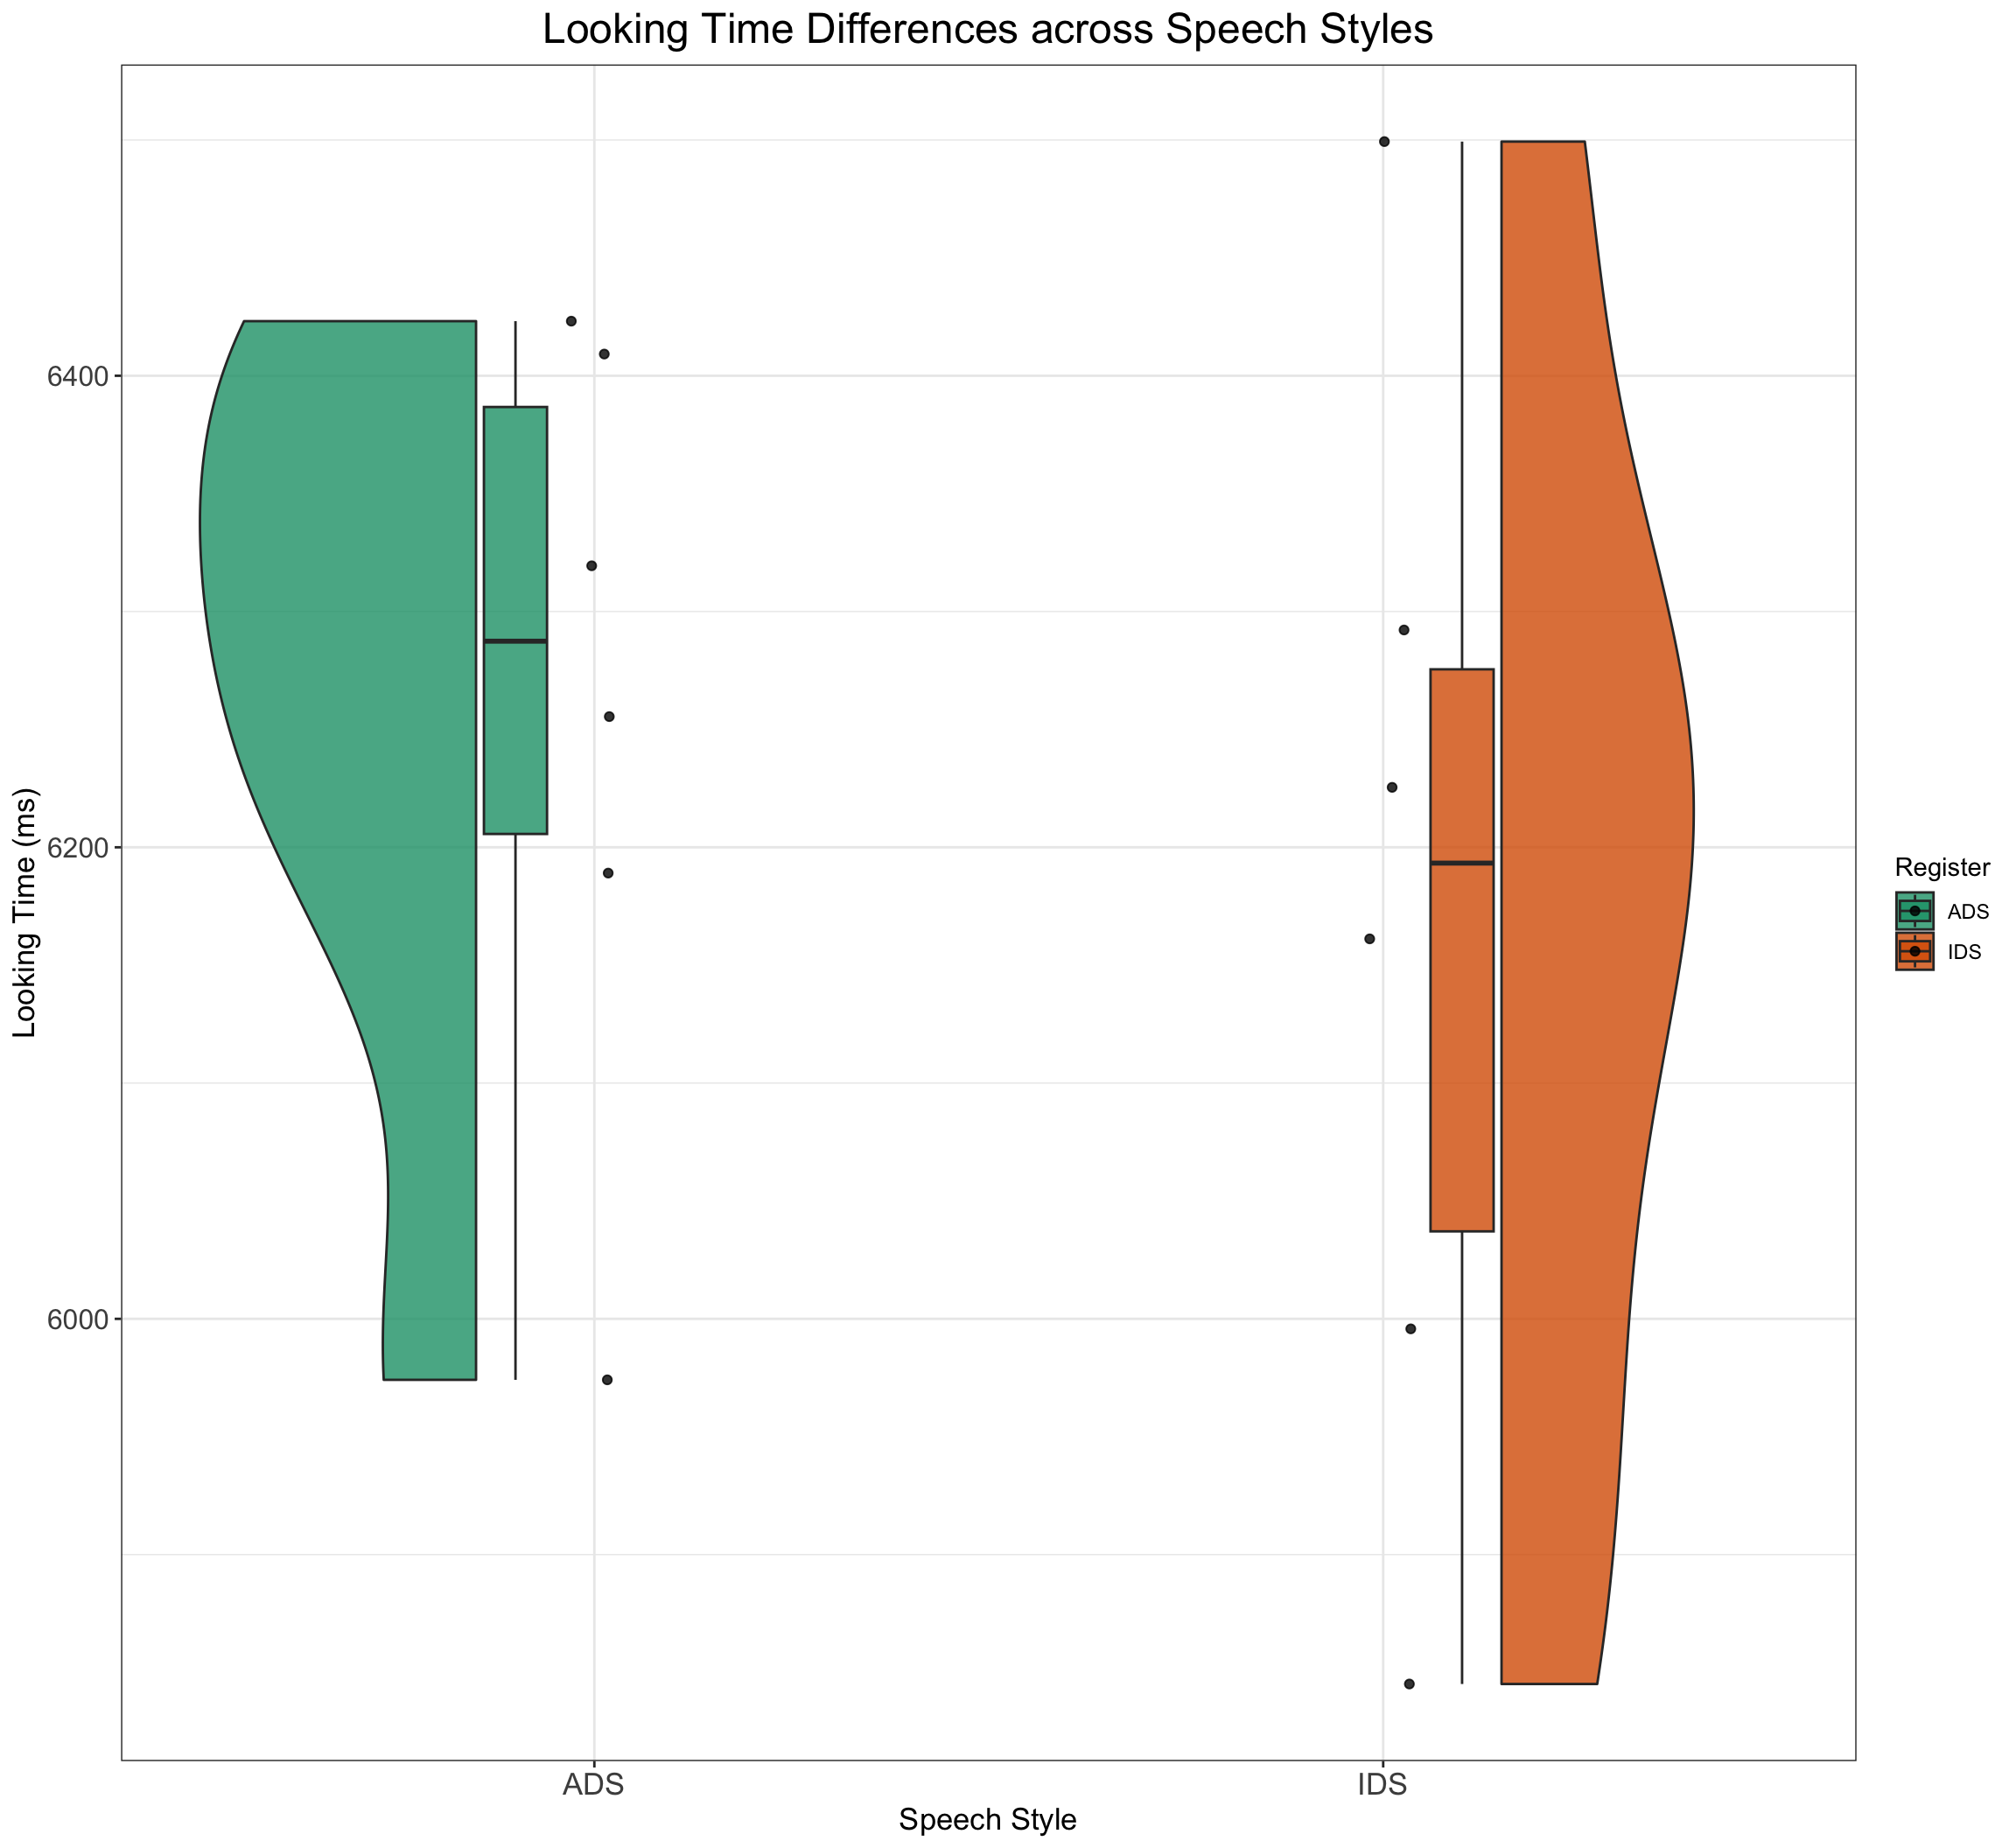 Looking Time Differences across Speech Styles
6400
6200
6000
Looking Time (ms)
ADS
IDS
Speech Style
Register
ADS
IDS